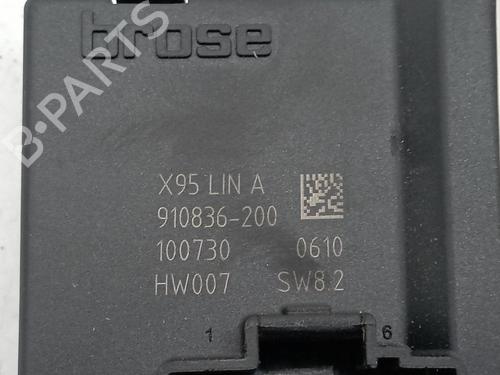 brose
B-PARTS
X95 LIN A
910836-200
100730 0610
HW007 SW8.2
1 6